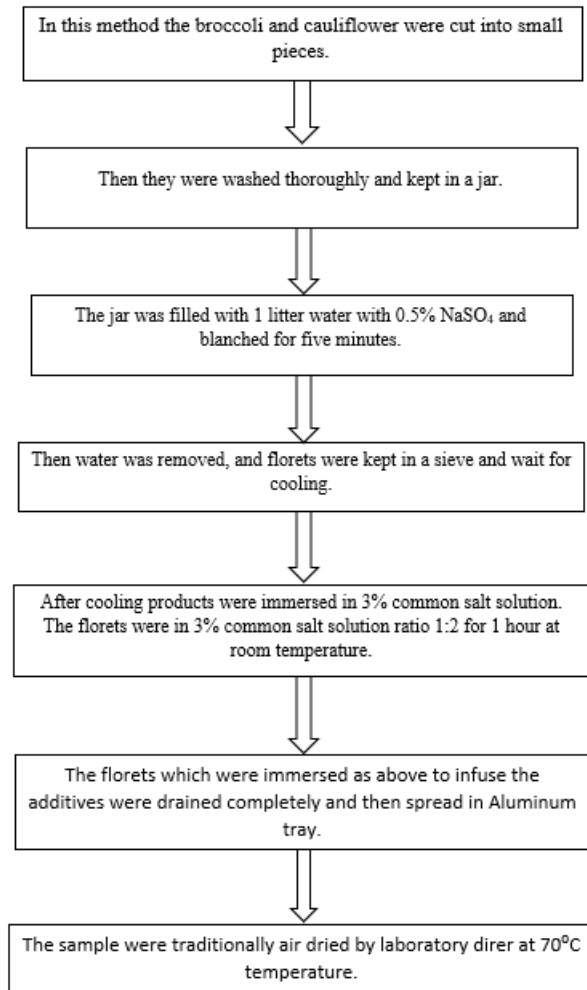 In this method the broccoli and cauliflower were cut into small
pieces.
Then they were washed thoroughly and kept in a jar.
The jar was filled with 1 litter water with 0.5% NaSO₄ and
blanched for five minutes.
Then water was removed, and florets were kept in a sieve and wait for
cooling.
After cooling products were immersed in 3% common salt solution.
The florets were in 3% common salt solution ratio 1:2 for 1 hour at
room temperature.
The florets which were immersed as above to infuse the
additives were drained completely and then spread in Aluminum
tray.
The sample were traditionally air dried by laboratory direr at 70⁰C
temperature.